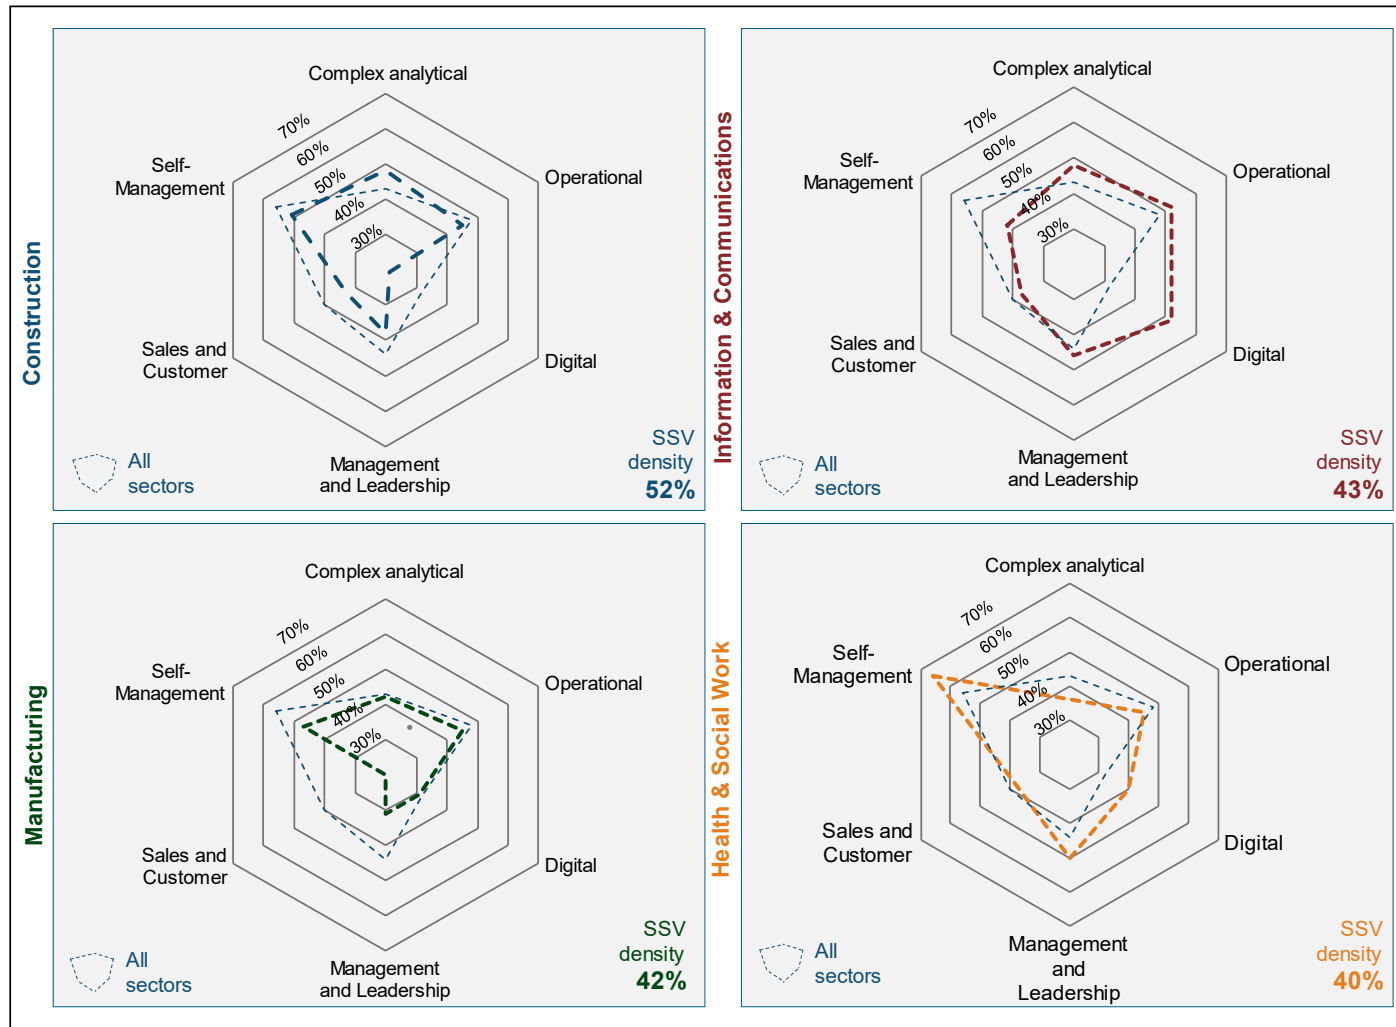 Construction
Complex analytical
70%
60%
50%
40%
30%
Self-
Management
Operational
Sales and
Customer
Digital
Management
and Leadership
All
sectors
SSV
density
52%
Information & Communications
Complex analytical
70%
60%
50%
40%
30%
Self-
Management
Operational
Sales and
Customer
Digital
Management
and Leadership
All
sectors
SSV
density
43%
Manufacturing
Complex analytical
70%
60%
50%
40%
30%
Self-
Management
Operational
Sales and
Customer
Digital
Management
and Leadership
All
sectors
SSV
density
42%
Health & Social Work
Complex analytical
70%
60%
50%
40%
30%
Self-
Management
Operational
Sales and
Customer
Digital
Management
and
Leadership
All
sectors
SSV
density
40%